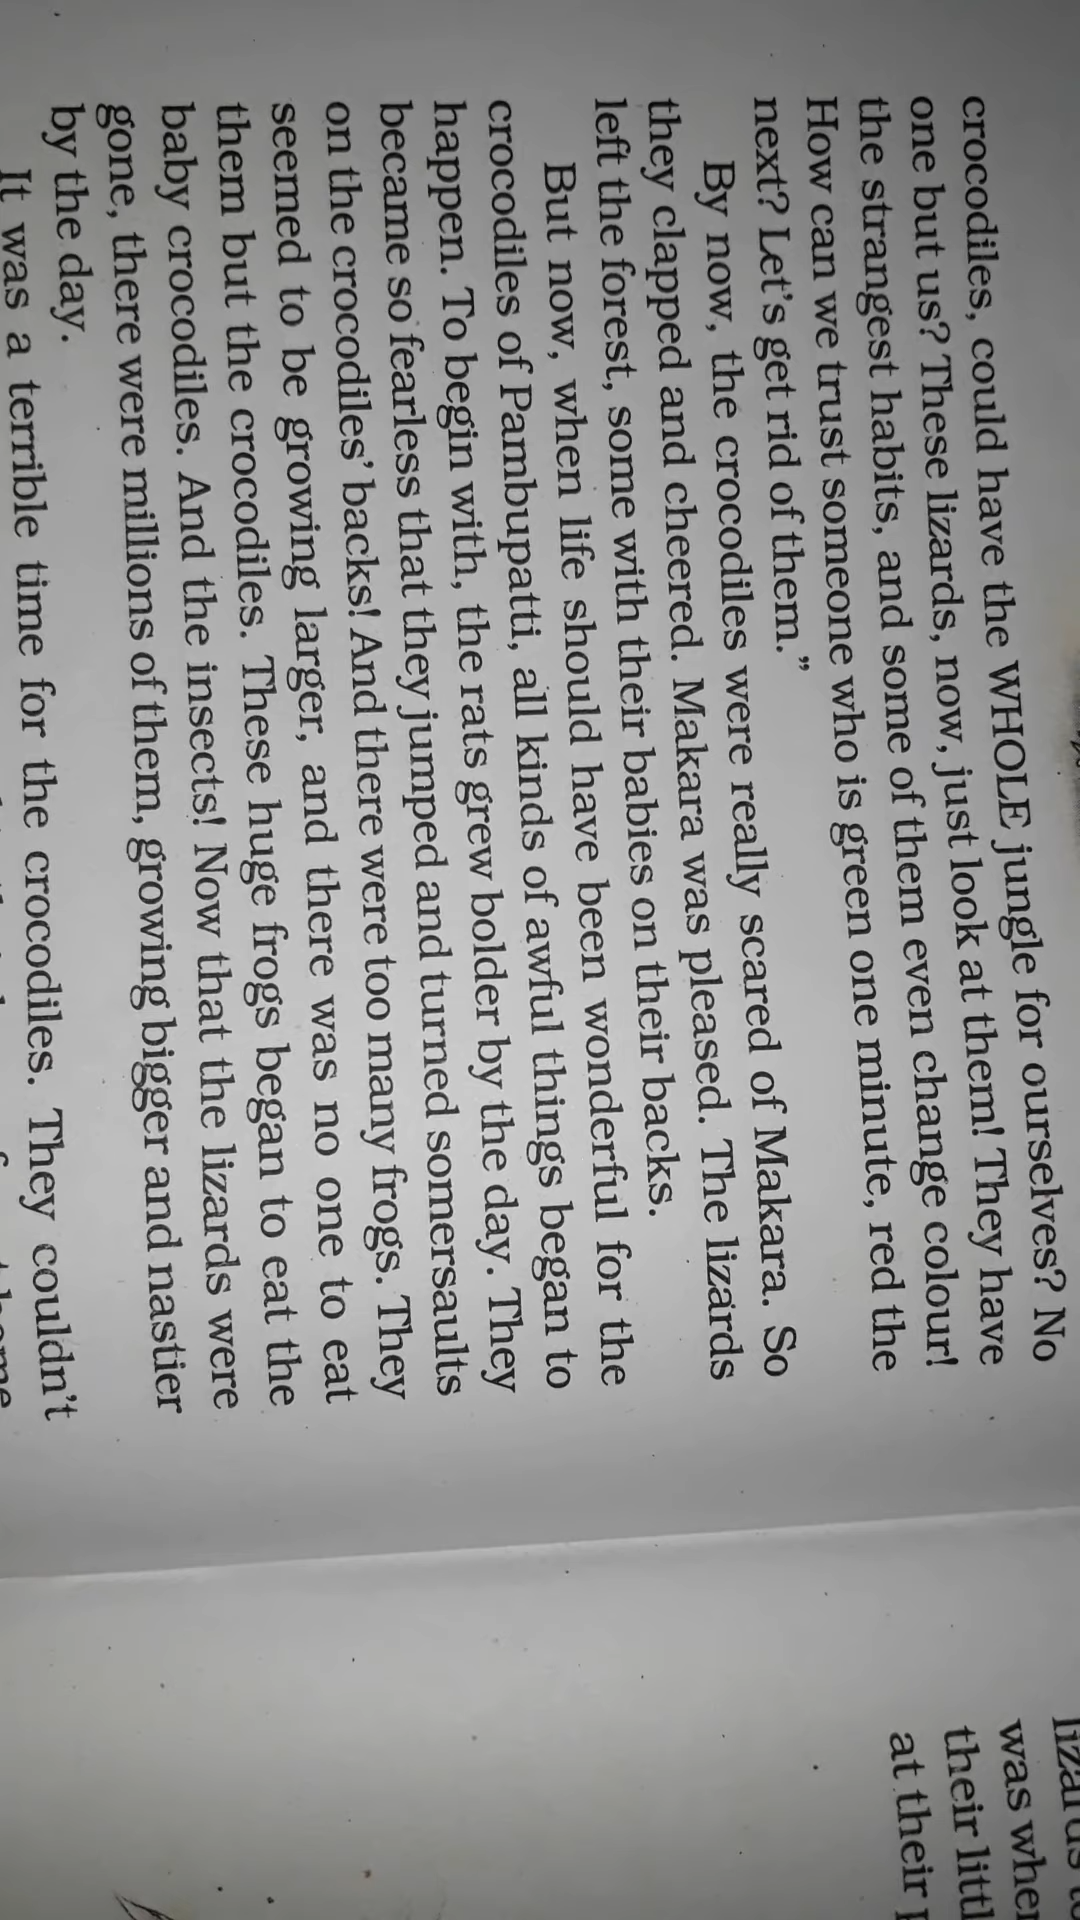 crocodiles, could have the WHOLE jungle for ourselves? No
one but us? These lizards, now, just look at them! They have
the strangest habits, and some of them even change colour!
How can we trust someone who is green one minute, red the
next? Let's get rid of them.”
By now, the crocodiles were really scared of Makara. So
they clapped and cheered. Makara was pleased. The lizards
left the forest, some with their babies on their backs.
But now, when life should have been wonderful for the
crocodiles of Pambupatti, all kinds of awful things began to
happen. To begin with, the rats grew bolder by the day. They
became so fearless that they jumped and turned somersaults
on the crocodiles' backs! And there were too many frogs. They
seemed to be growing larger, and there was no one to eat
them but the crocodiles. These huge frogs began to eat the
baby crocodiles. And the insects! Now that the lizards were
gone, there were millions of them, growing bigger and nastier
by the day.
It was a terrible time for the crocodiles. They couldn't
was when
their littl
at their